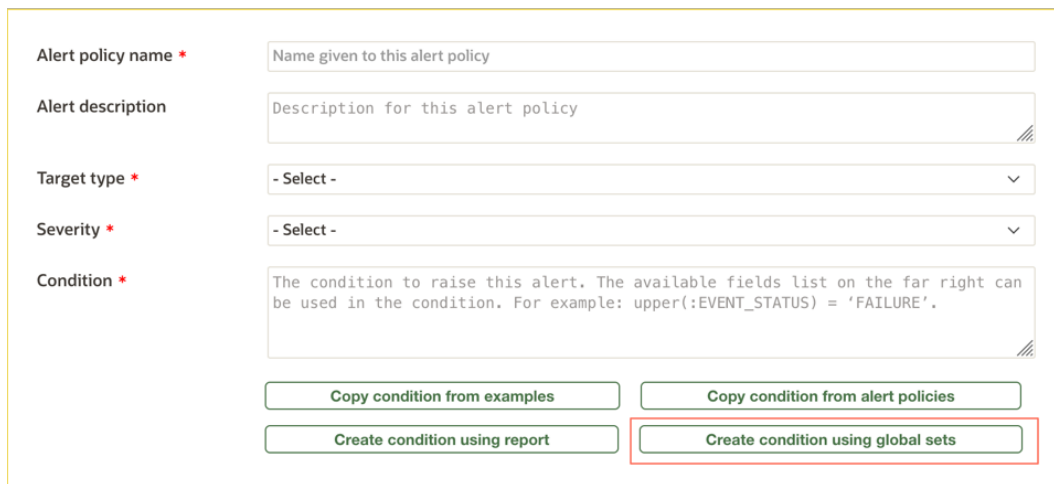 Alert policy name *
Name given to this alert policy
Alert description
Description for this alert policy
Target type *
- Select -
Severity *
- Select -
Condition *
The condition to raise this alert. The available fields list on the far right can
be used in the condition. For example: upper(:EVENT_STATUS) = ‘FAILURE’.
Copy condition from examples
Copy condition from alert policies
Create condition using report
Create condition using global sets